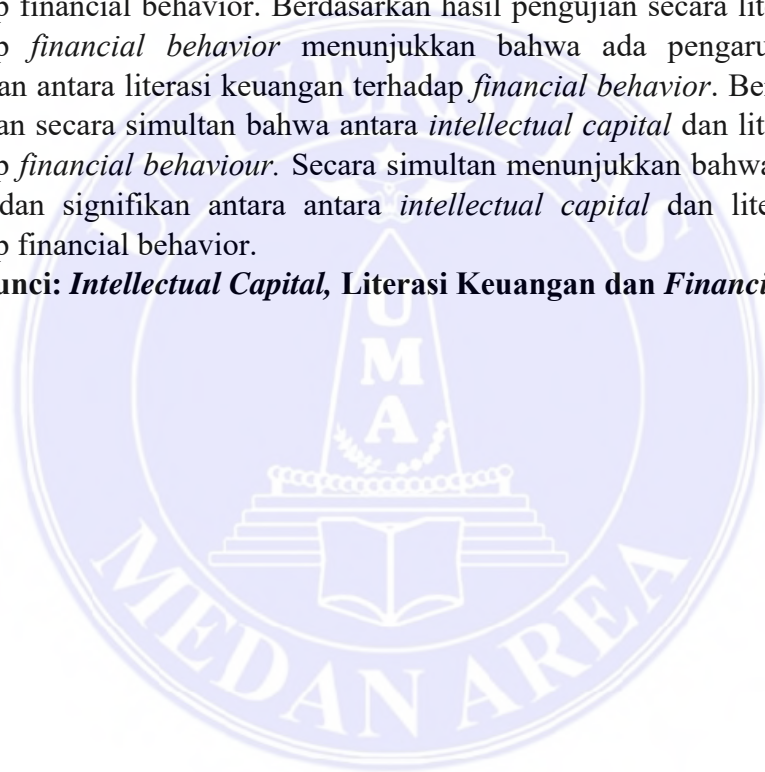 p financial behavior. Berdasarkan hasil pengujian secara lite
p financial behavior menunjukkan bahwa ada pengaru
an antara literasi keuangan terhadap financial behavior. Be
an secara simultan bahwa antara intellectual capital dan lit
p financial behaviour. Secara simultan menunjukkan bahwa
dan signifikan antara antara intellectual capital dan lite
p financial behavior.
unci: Intellectual Capital, Literasi Keuangan dan Financi
UNIVERSITAS
UMA
MEDAN AREA